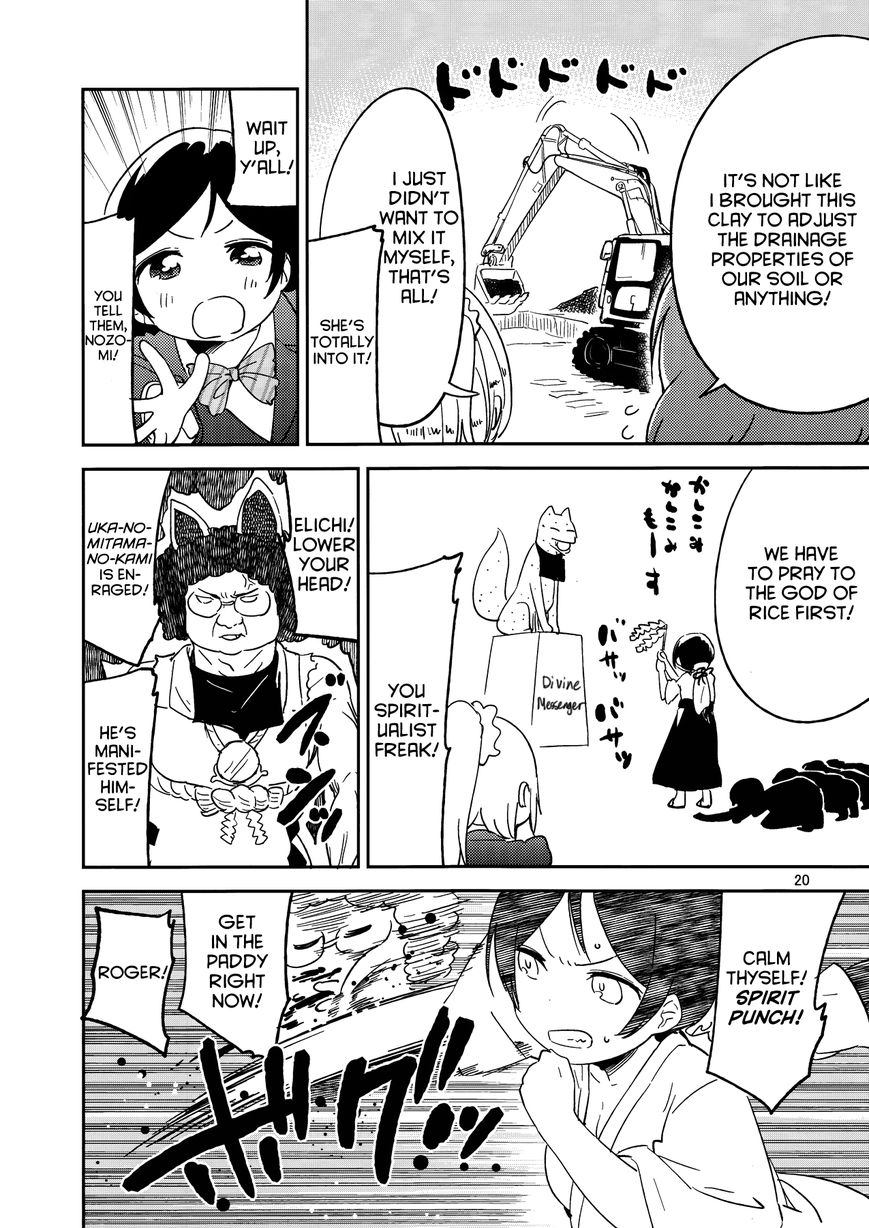 IT'S NOT LIKE
I BROUGHT THIS
CLAY TO ADJUST
THE DRAINAGE
PROPERTIES OF
OUR SOIL OR
ANYTHING!
ドドドドド
I JUST
DIDN'T
WANT TO
MIX IT
MYSELF,
THAT'S
ALL!
SHE'S
TOTALLY
INTO IT!
WAIT
UP,
Y'ALL!
YOU
TELL
THEM,
NOZO-
MI!
WE HAVE
TO PRAY TO
THE GOD OF
RICE FIRST!
かしこみ
かしこみ
もーす
バサッ
バサッ
Divine
Messenger
YOU
SPIRIT-
UALIST
FREAK!
ELICHI!
LOWER
YOUR
HEAD!
UKA-NO-
MITAMA-
NO-KAMI
IS EN-
RAGED!
HE'S
MANI-
FESTED
HIM-
SELF!
20
CALM
THYSELF!
SPIRIT
PUNCH!
GET
IN THE
PADDY
RIGHT
NOW!
ROGER!